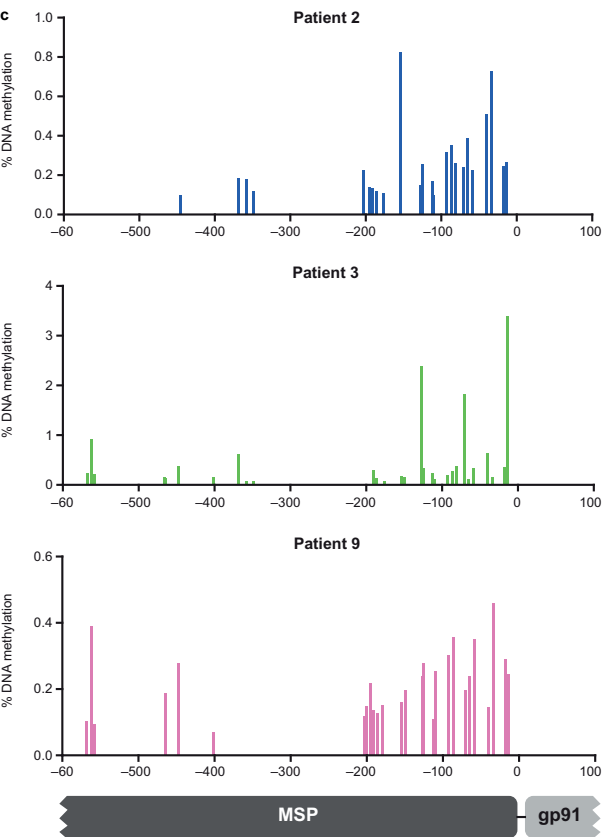 c
Patient 2
% DNA methylation
1.0
0.8
0.6
0.4
0.2
0.0
–60 –500 –400 –300 –200 –100 0 100
Patient 3
% DNA methylation
4
3
2
1
0
–60 –500 –400 –300 –200 –100 0 100
Patient 9
% DNA methylation
0.6
0.4
0.2
0.0
–60 –500 –400 –300 –200 –100 0 100
MSP gp91